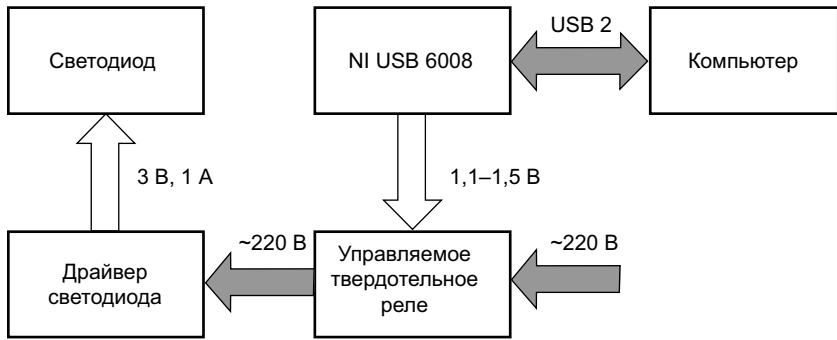 USB 2
Светодиод
NI USB 6008
Компьютер
3 В, 1 А
1,1–1,5 В
~220 В
~220 В
Драйвер
светодиода
Управляемое
твердотельное
реле